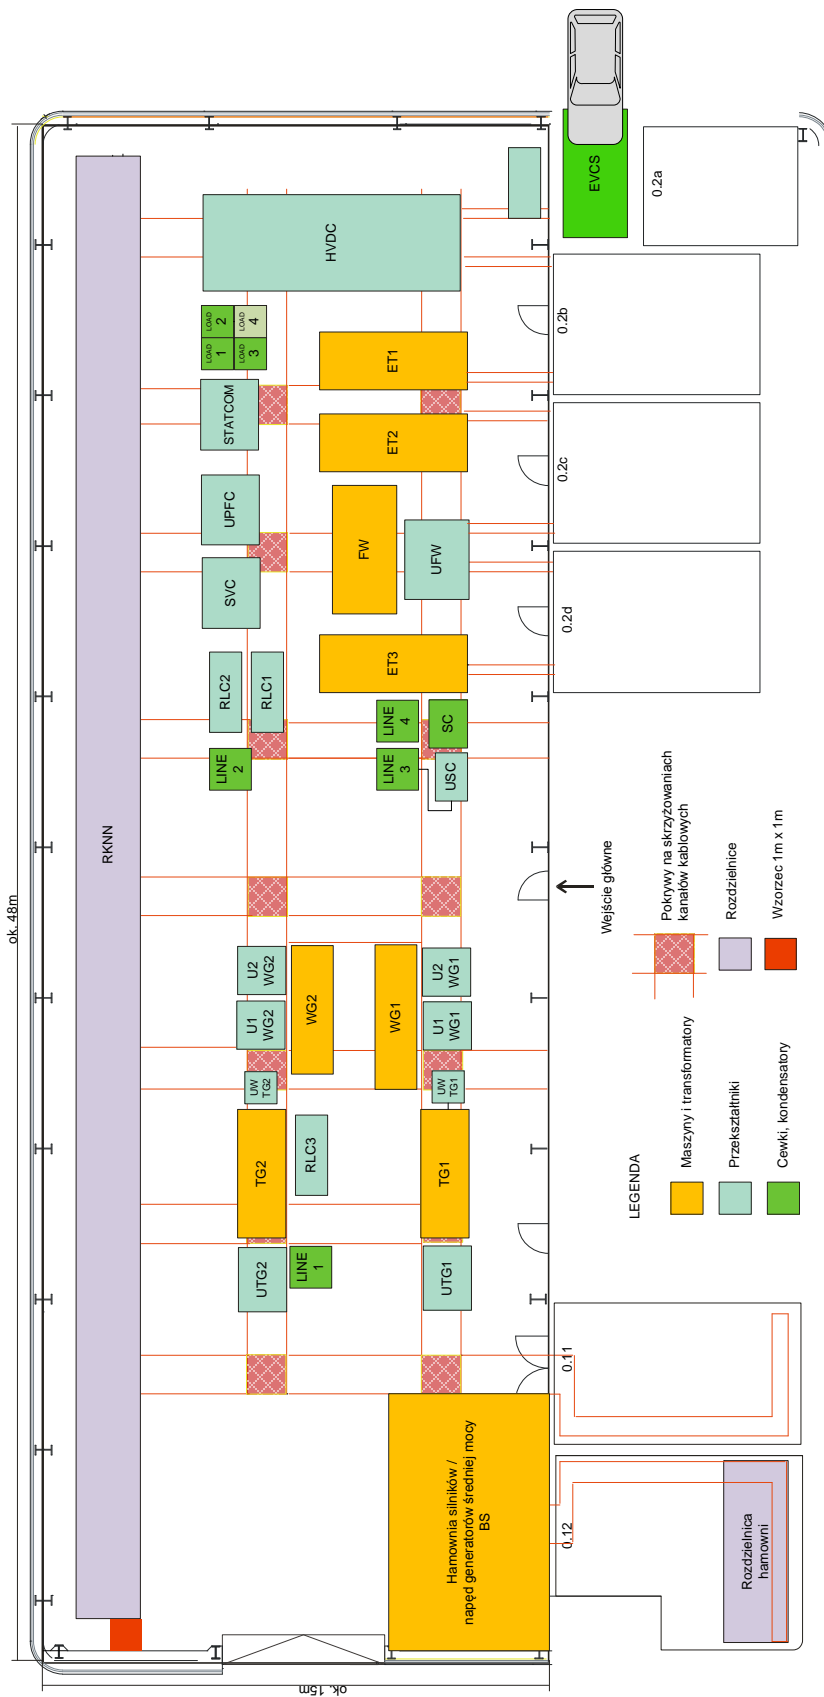 ok. 48m
ok. 15m
RKNN
HVDC
LOAD
1
LOAD
2
LOAD
3
LOAD
4
STATCOM
UPFC
SVC
RLC2
RLC1
LINE
2
ET1
ET2
FW
UFW
ET3
LINE
4
LINE
3
SC
USC
U2
WG2
U1
WG2
UW
TG2
WG2
WG1
U2
WG1
U1
WG1
UW
TG1
TG2
RLC3
TG1
UTG2
LINE
1
UTG1
Hamownia silników /
napęd generatorów średniej mocy
BS
EVCS
0.2a
0.2b
0.2c
0.2d
0.11
0.12
Rozdzielnica
hamowni
Wejście główne
LEGENDA
Maszyny i transformatory
Przekształtniki
Cewki, kondensatory
Pokrywy na skrzyżowaniach
kanałów kablowych
Rozdzielnice
Wzorzec 1m x 1m